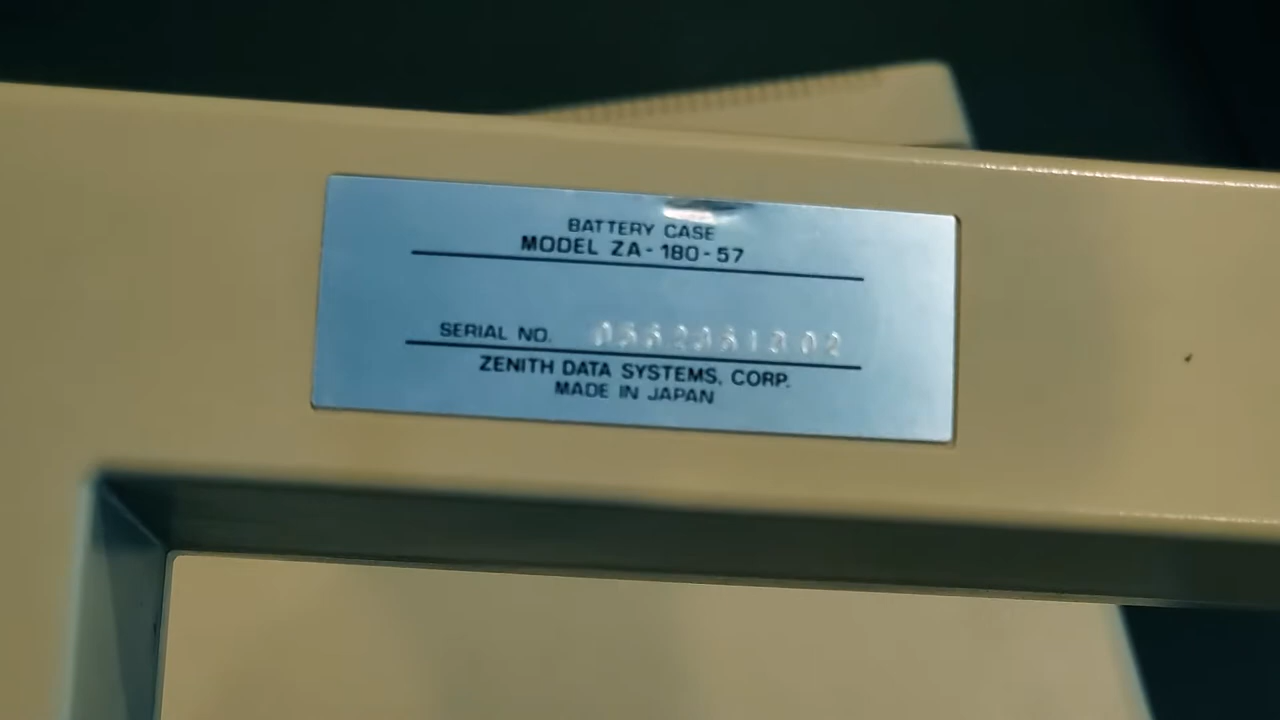 BATTERY CASE
MODEL ZA-180-57
SERIAL NO.
ZENITH DATA SYSTEMS, CORP.
MADE IN JAPAN